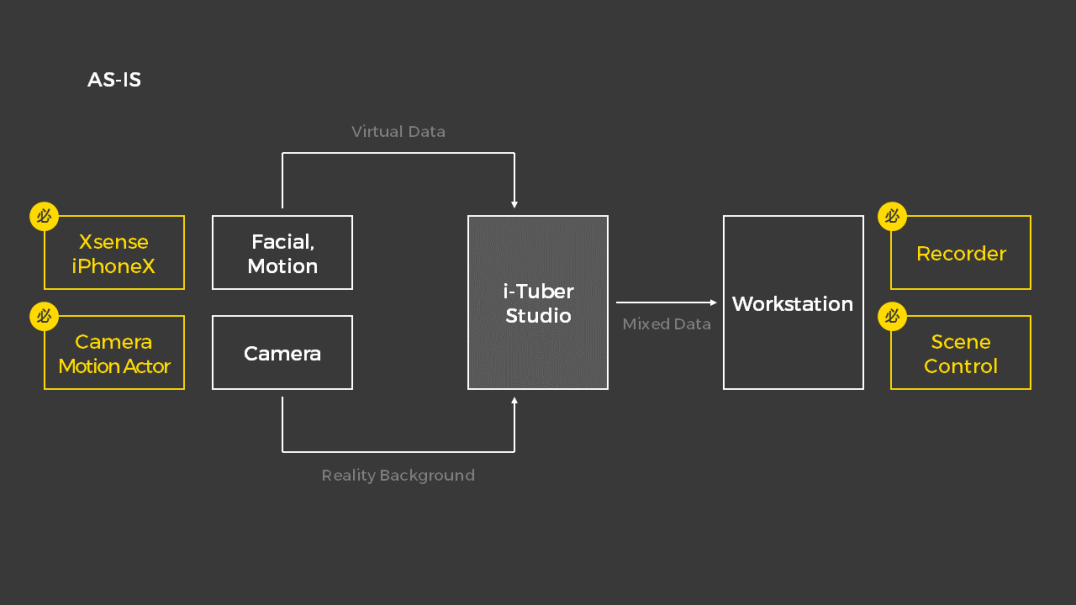 AS-IS
Virtual Data
必
Xsense
iPhoneX
Facial,
Motion
必
Camera
Motion Actor
Camera
i-Tuber
Studio
Mixed Data
Workstation
必
Recorder
必
Scene
Control
Reality Background